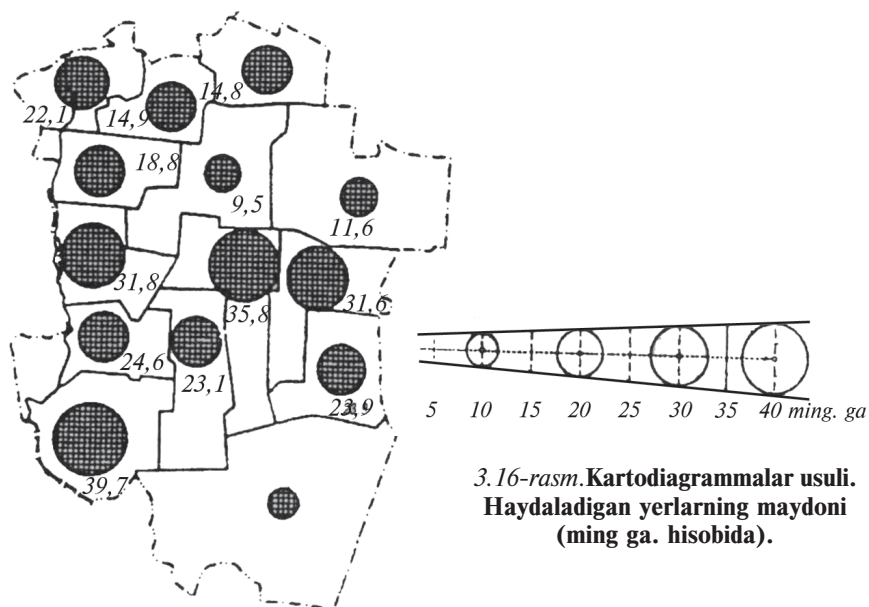 14,8
22,1 14,9
18,8
9,5
11,6
31,8 35,8 31,6
24,6
23,1
23,9
39,7
5 10 15 20 25 30 35 40 ming. ga
3.16-rasm. Kartodiagrammalar usuli.
Haydaladigan yerlarning maydoni
(ming ga. hisobida).